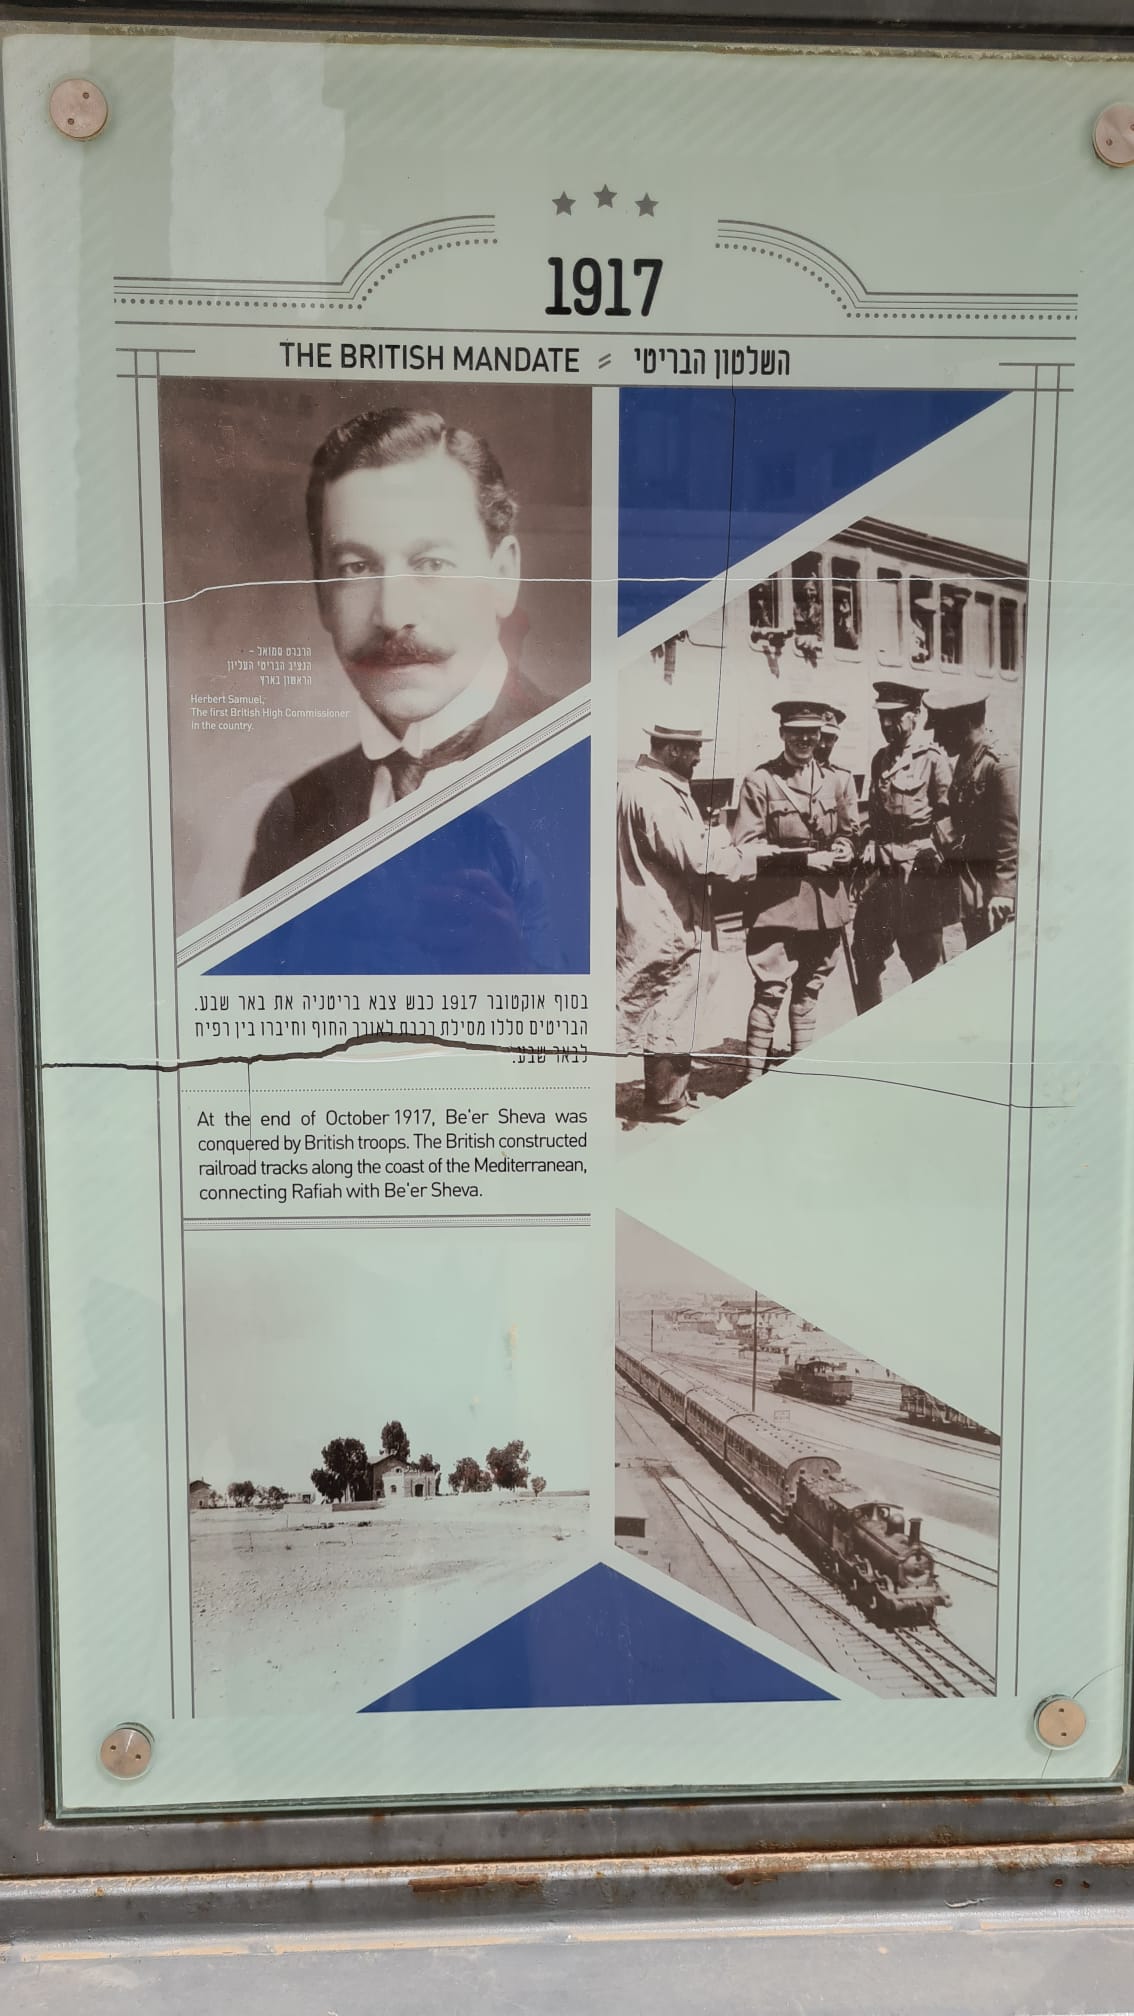 1917
THE BRITISH MANDATE = השלטון הבריטי
הרברט סמואל -
הנציב הבריטי העליון
הראשון בארץ
Herbert Samuel,
The first British High Commissioner
in the country.
בסוף אוקטובר 1917 כבש צבא בריטניה את באר שבע.
הבריטים סללו מסילת רכבת לאורך החוף וחיברו בין רפיח
לבאר שבע.
At the end of October 1917, Be'er Sheva was
conquered by British troops. The British constructed
railroad tracks along the coast of the Mediterranean,
connecting Rafiah with Be'er Sheva.